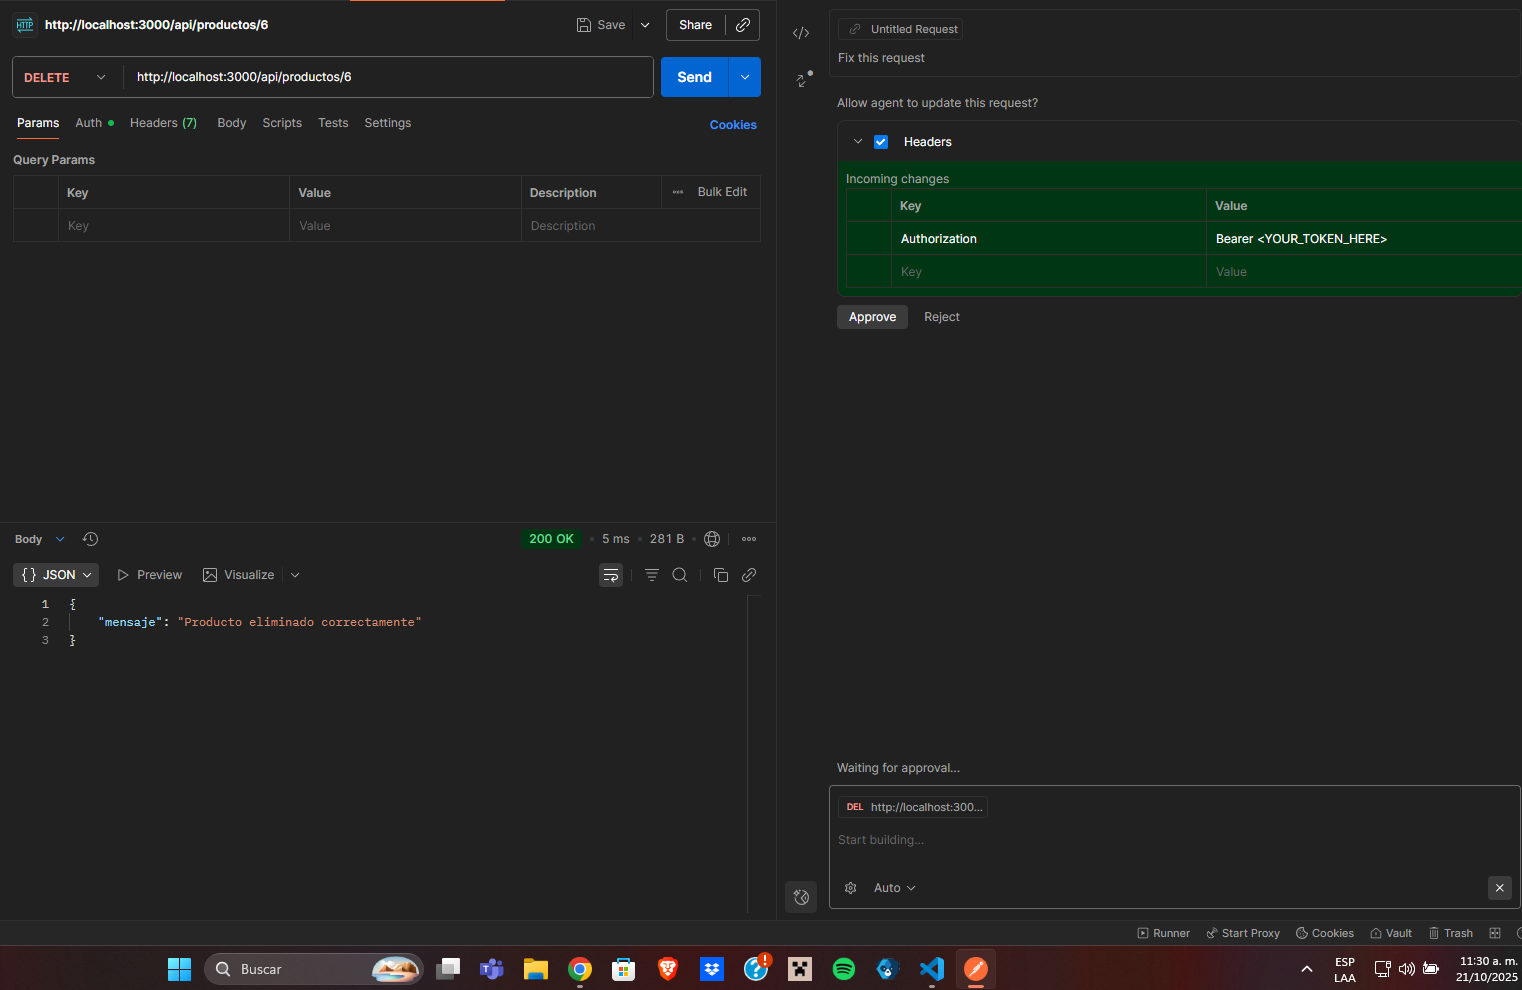 HTTP http://localhost:3000/api/productos/6
Save
Share
DELETE
http://localhost:3000/api/productos/6
Send
Params Auth Headers (7) Body Scripts Tests Settings
Cookies
Query Params
Key Value Description Bulk Edit
Key Value Description
Body
200 OK 5 ms 281 B
{} JSON Preview Visualize
1 {
2 "mensaje": "Producto eliminado correctamente"
3 }
Untitled Request
Fix this request
Allow agent to update this request?
Headers
Incoming changes
Key Value
Authorization Bearer <YOUR_TOKEN_HERE>
Key Value
Approve Reject
Waiting for approval...
DEL http://localhost:300...
Start building...
Auto
Runner Start Proxy Cookies Vault Trash
Buscar
ESP
LAA
11:30 a. m.
21/10/2025